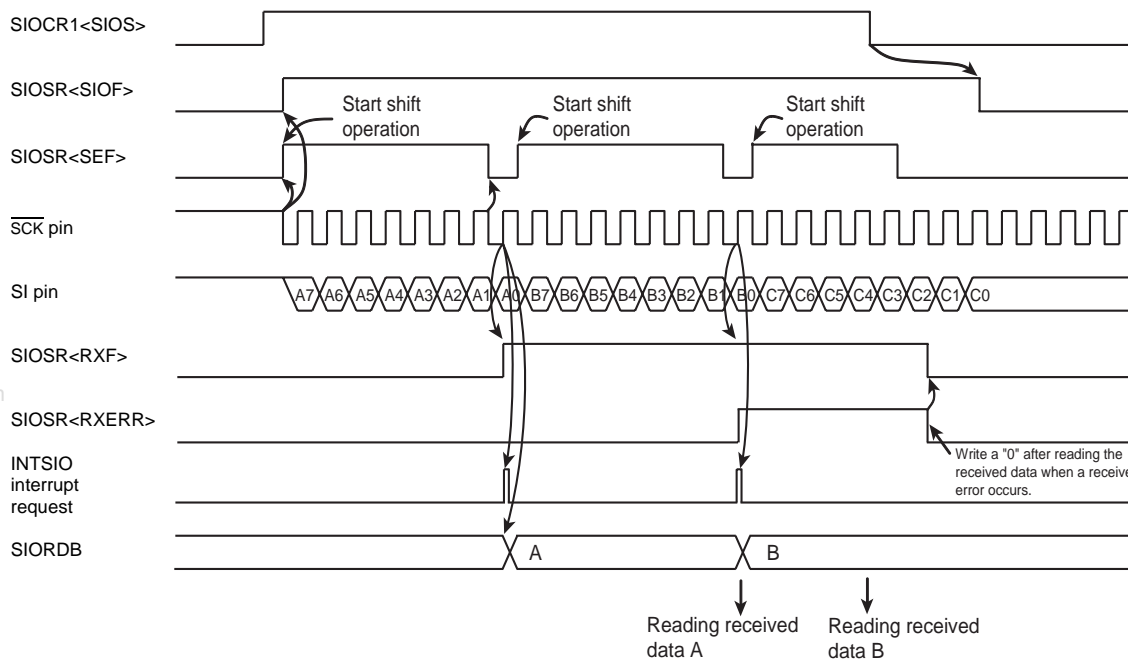 SIOCR1<SIOS>
SIOSR<SIOF>
Start shift
operation
Start shift
operation
Start shift
operation
SIOSR<SEF>
SCK pin
SI pin
A7 A6 A5 A4 A3 A2 A1 A0 B7 B6 B5 B4 B3 B2 B1 B0 C7 C6 C5 C4 C3 C2 C1 C0
SIOSR<RXF>
SIOSR<RXERR>
Write a "0" after reading the
received data when a receive
error occurs.
INTSIO
interrupt
request
SIORDB
A
B
Reading received
data A
Reading received
data B